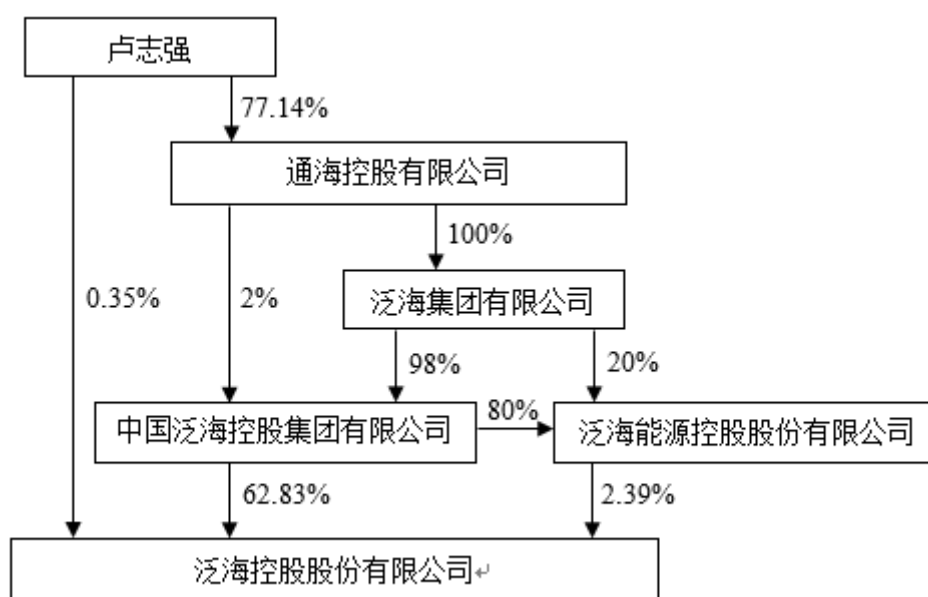 卢志强
77.14%
通海控股有限公司
100%
0.35%
2%
泛海集团有限公司
98%
20%
中国泛海控股集团有限公司
80%
泛海能源控股股份有限公司
62.83%
2.39%
泛海控股股份有限公司↵